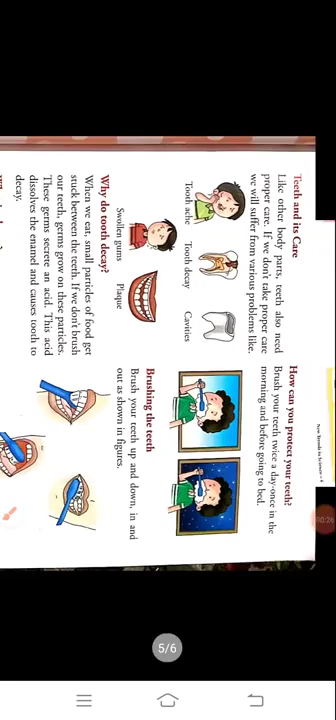 New Trends in Science - 4
Teeth and its Care
Like other body parts, teeth also need
proper care. If we don't take proper care
we will suffer from various problems like.
Tooth ache
Tooth decay
Cavities
Swollen gums
Plaque
Why do tooth decay?
When we eat, small particles of food get
stuck between the teeth. If we don't brush
our teeth, germs grow on these particles.
These germs secrete an acid. This acid
dissolves the enamel and causes tooth to
decay.
How can you protect your teeth?
Brush your teeth twice a day-once in the
morning and before going to bed.
Brushing the teeth
Brush your teeth up and down, in and
out as shown in figures.
00:26
5/6